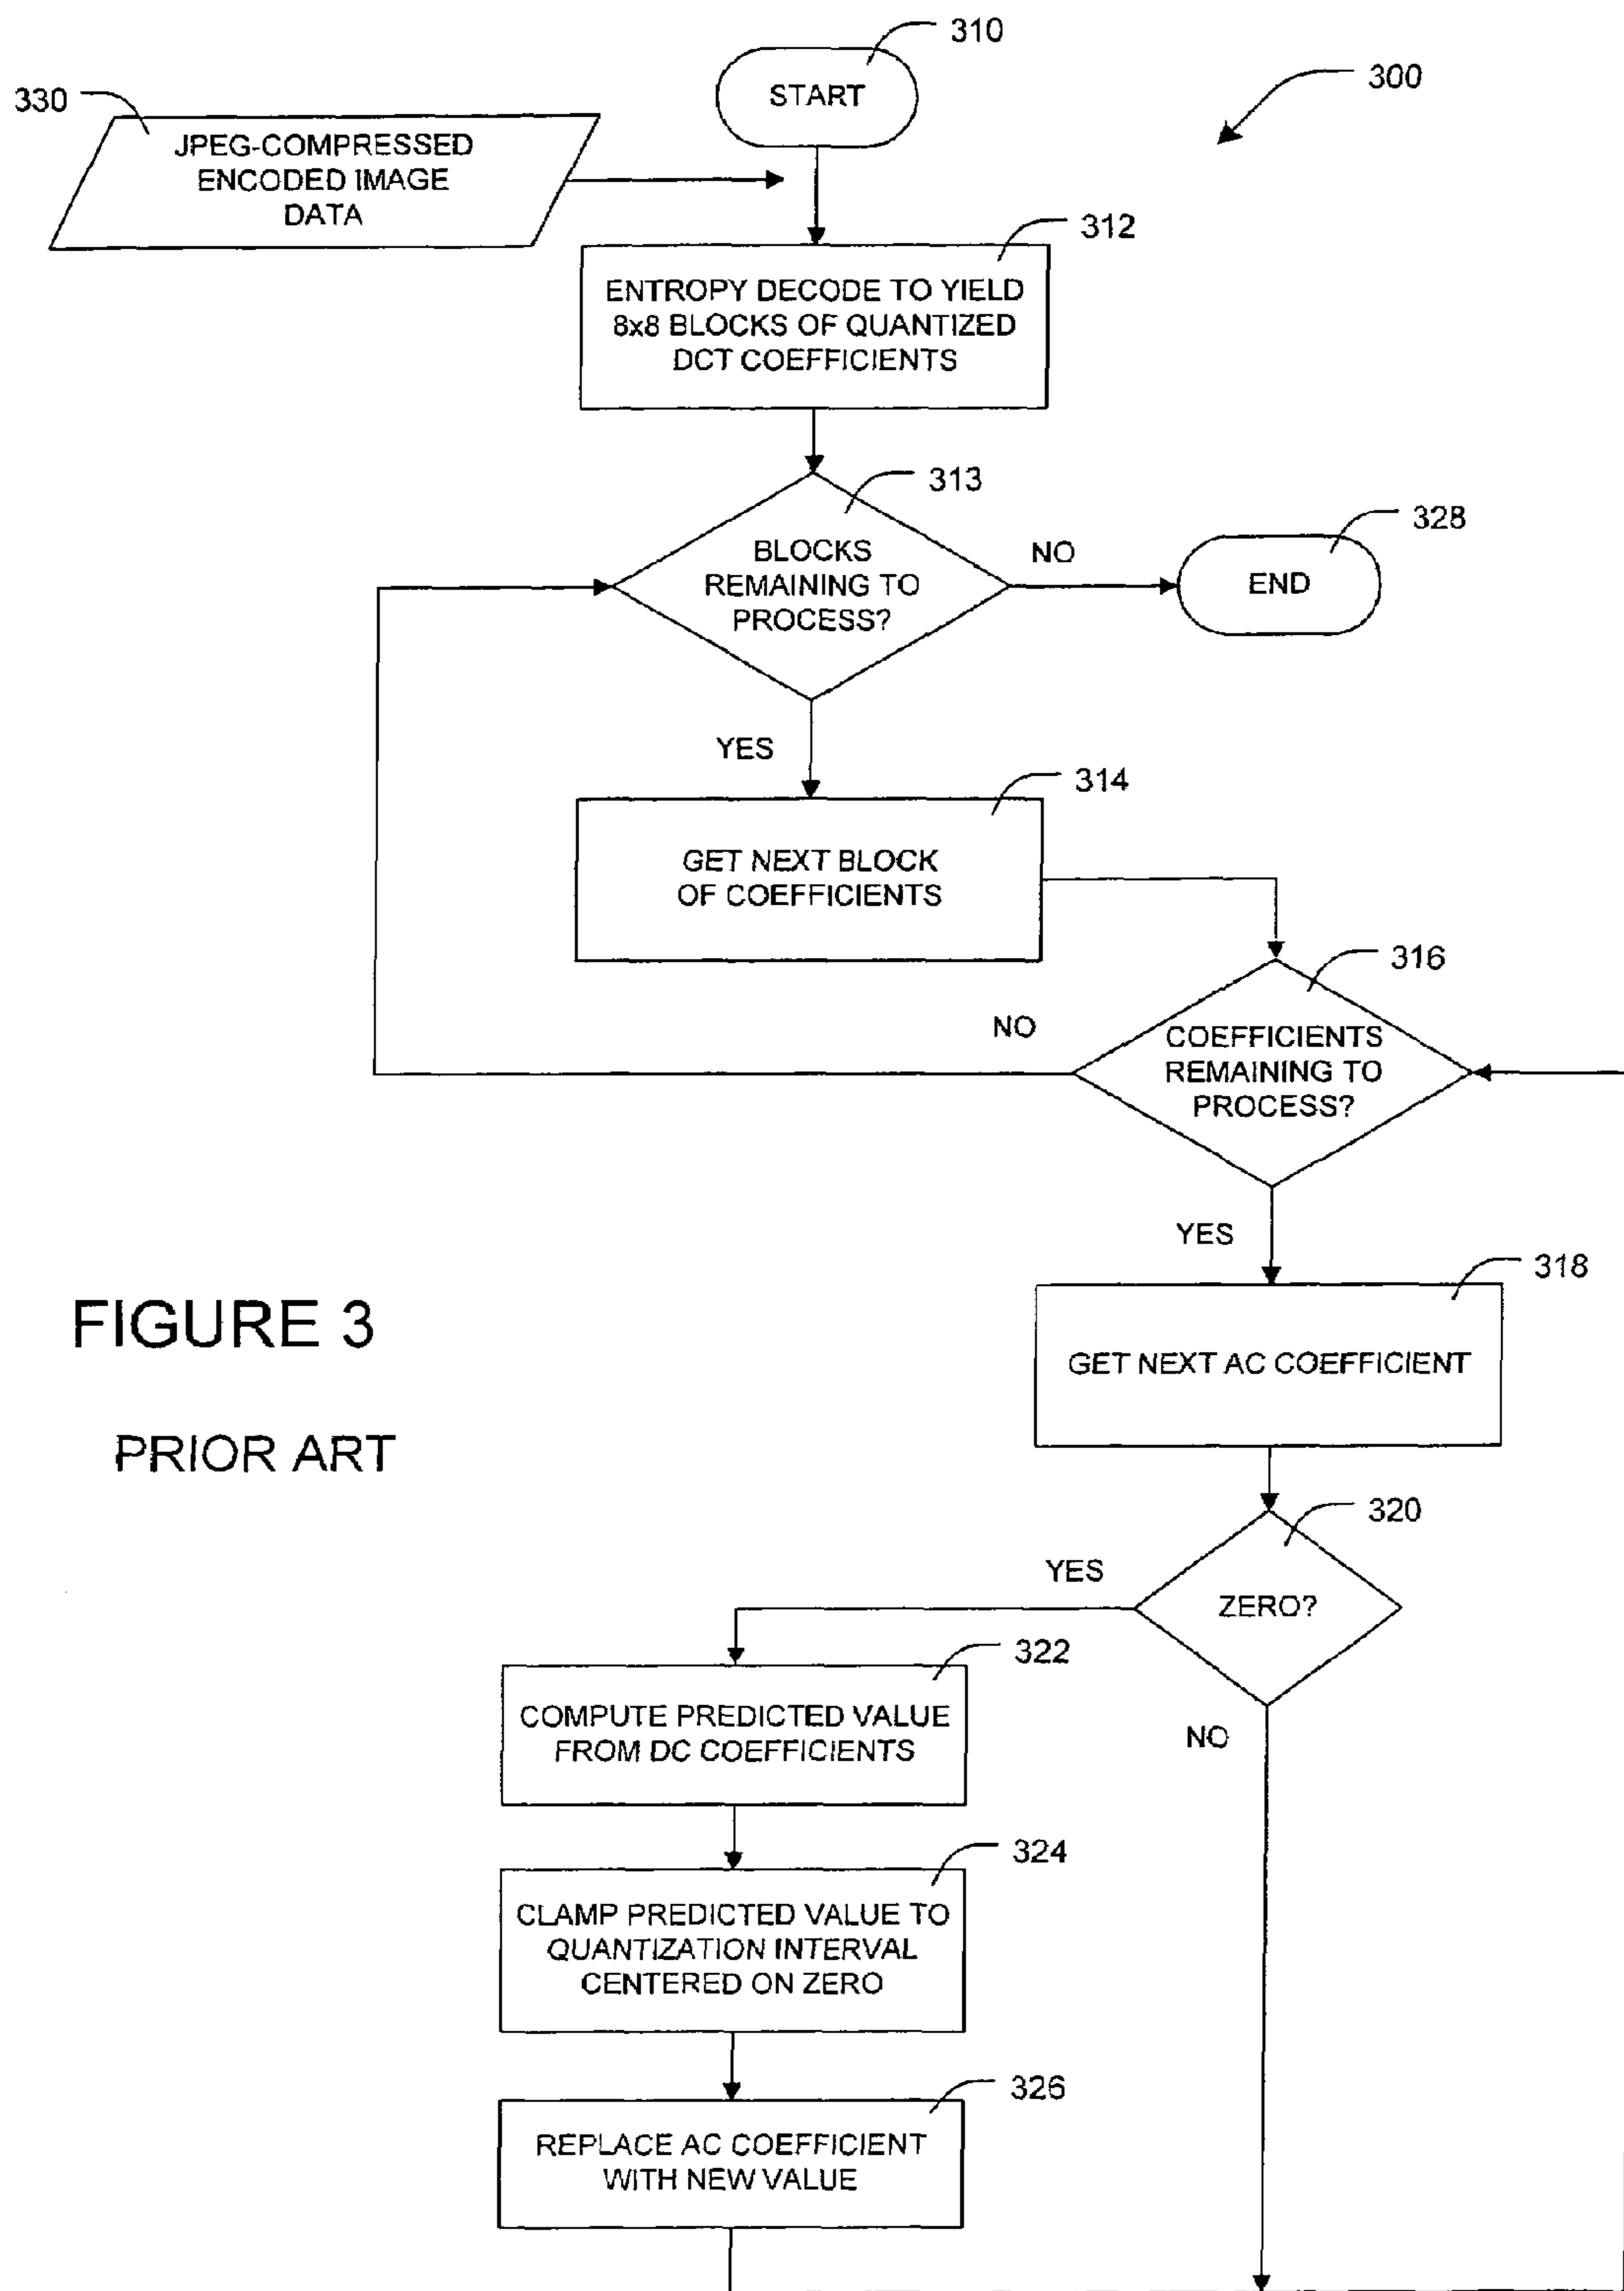 310
START
300
330
JPEG-COMPRESSED
ENCODED IMAGE
DATA
312
ENTROPY DECODE TO YIELD
8x8 BLOCKS OF QUANTIZED
DCT COEFFICIENTS
313
BLOCKS
REMAINING TO
PROCESS?
NO
328
END
YES
314
GET NEXT BLOCK
OF COEFFICIENTS
316
NO
COEFFICIENTS
REMAINING TO
PROCESS?
YES
318
GET NEXT AC COEFFICIENT
FIGURE 3
PRIOR ART
320
YES
ZERO?
NO
322
COMPUTE PREDICTED VALUE
FROM DC COEFFICIENTS
324
CLAMP PREDICTED VALUE TO
QUANTIZATION INTERVAL
CENTERED ON ZERO
326
REPLACE AC COEFFICIENT
WITH NEW VALUE